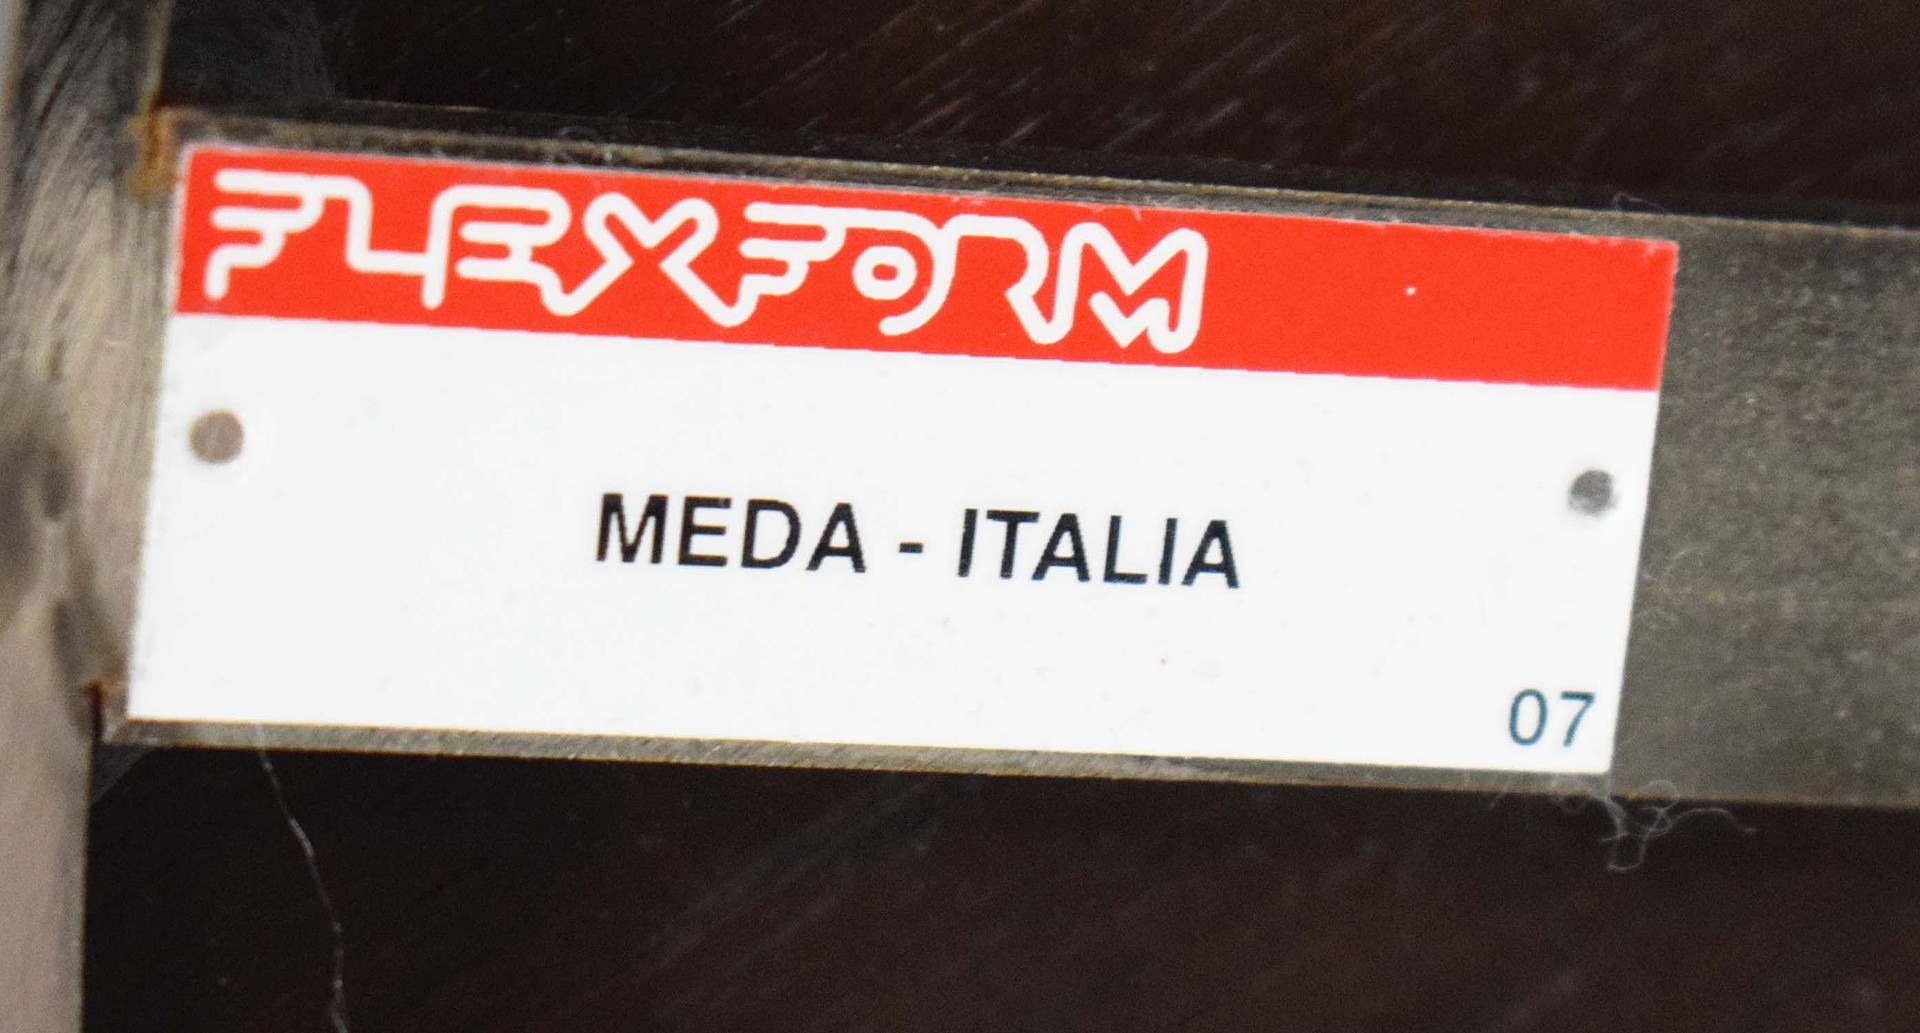 FLEXFORM
MEDA - ITALIA
07